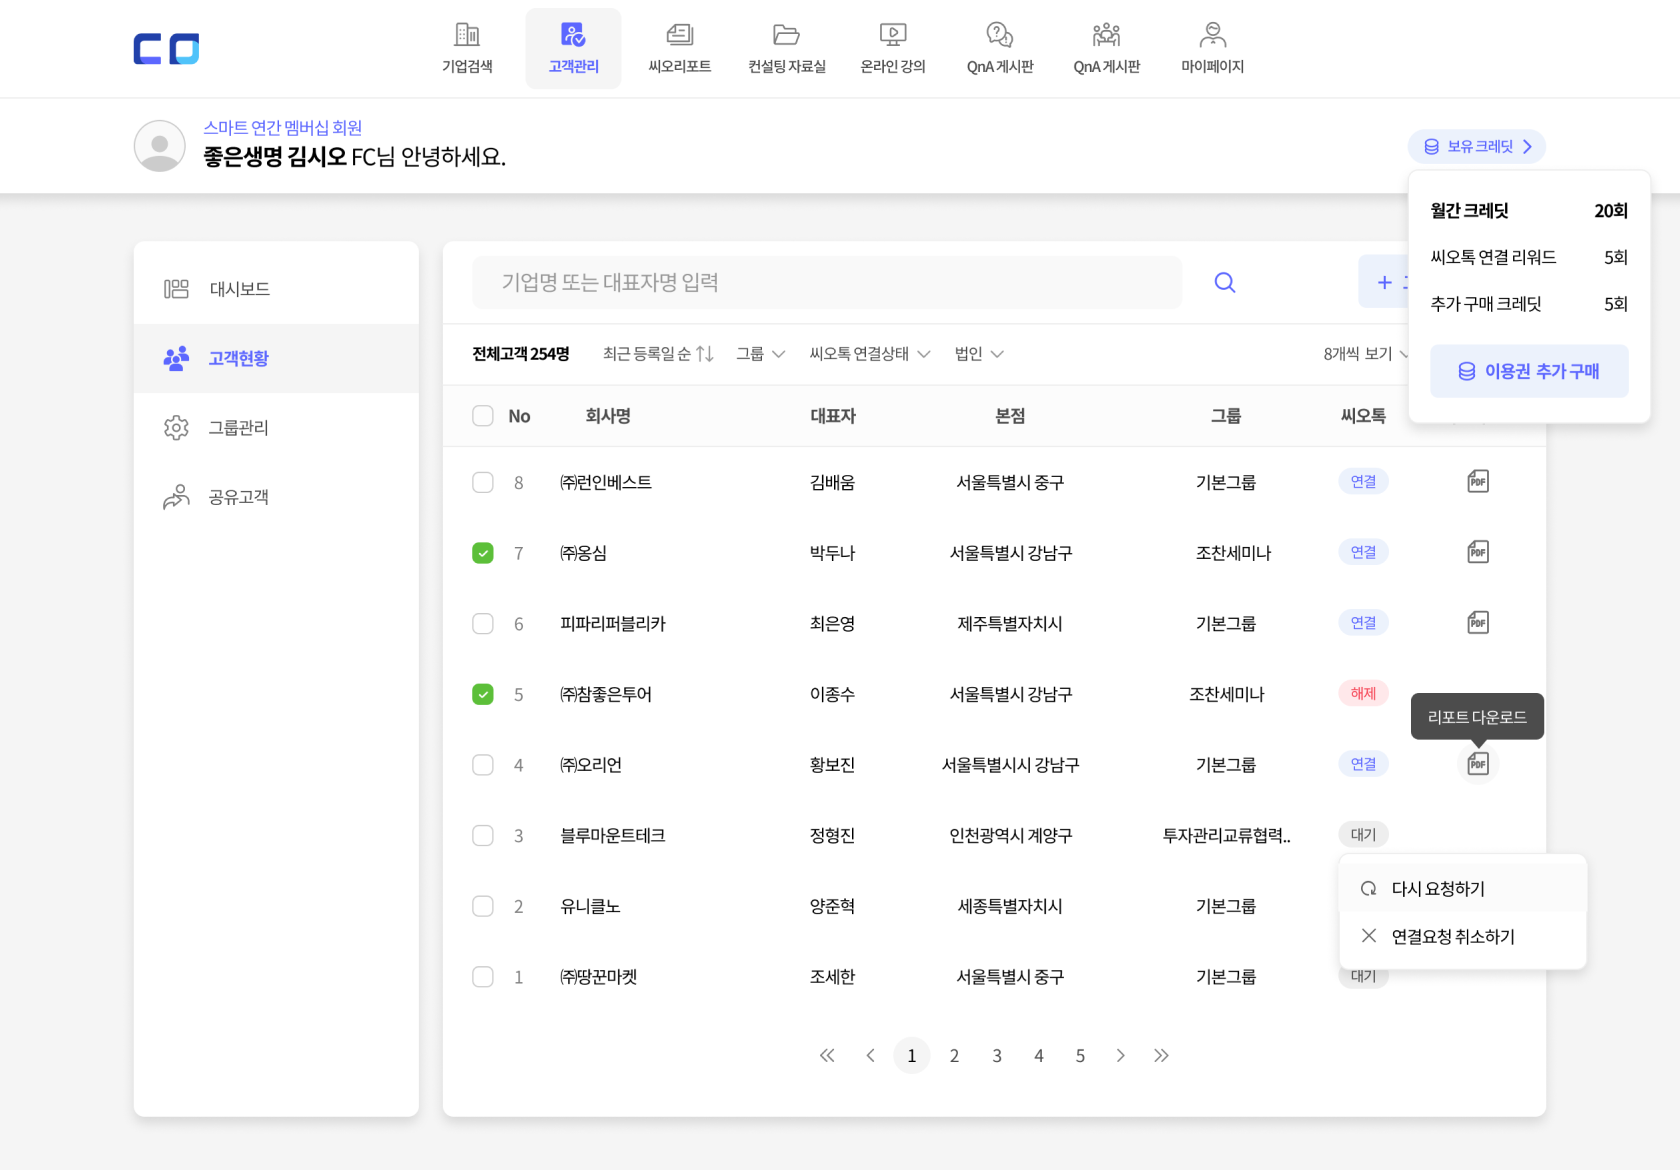 CO
기업검색
고객관리
씨오리포트
컨설팅 자료실
온라인 강의
QnA 게시판
QnA 게시판
마이페이지
스마트 연간 멤버십 회원
좋은생명 김시오 FC님 안녕하세요.
보유 크레딧
월간 크레딧 20회
씨오톡 연결 리워드 5회
추가 구매 크레딧 5회
이용권 추가 구매
대시보드
고객현황
그룹관리
공유고객
기업명 또는 대표자명 입력
+
전체고객 254명 최근 등록일 순 그룹 씨오톡 연결상태 법인 8개씩 보기
No 회사명 대표자 본점 그룹 씨오톡
8 ㈜런인베스트 김배움 서울특별시 중구 기본그룹 연결 PDF
7 ㈜옹심 박두나 서울특별시 강남구 조찬세미나 연결 PDF
6 피파리퍼블리카 최은영 제주특별자치시 기본그룹 연결 PDF
5 ㈜참좋은투어 이종수 서울특별시 강남구 조찬세미나 해제
리포트 다운로드
4 ㈜오리언 황보진 서울특별시시 강남구 기본그룹 연결 PDF
3 블루마운트테크 정형진 인천광역시 계양구 투자관리교류협력.. 대기
다시 요청하기
연결요청 취소하기
2 유니클노 양준혁 세종특별자치시 기본그룹
1 ㈜땅꾼마켓 조세한 서울특별시 중구 기본그룹 대기
1 2 3 4 5